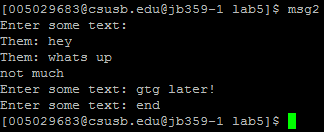 [005029683@csusb.edu@jb359-1 lab5]$ msg2
Enter some text:
Them: hey
Them: whats up
not much
Enter some text: gtg later!
Enter some text: end
[005029683@csusb.edu@jb359-1 lab5]$